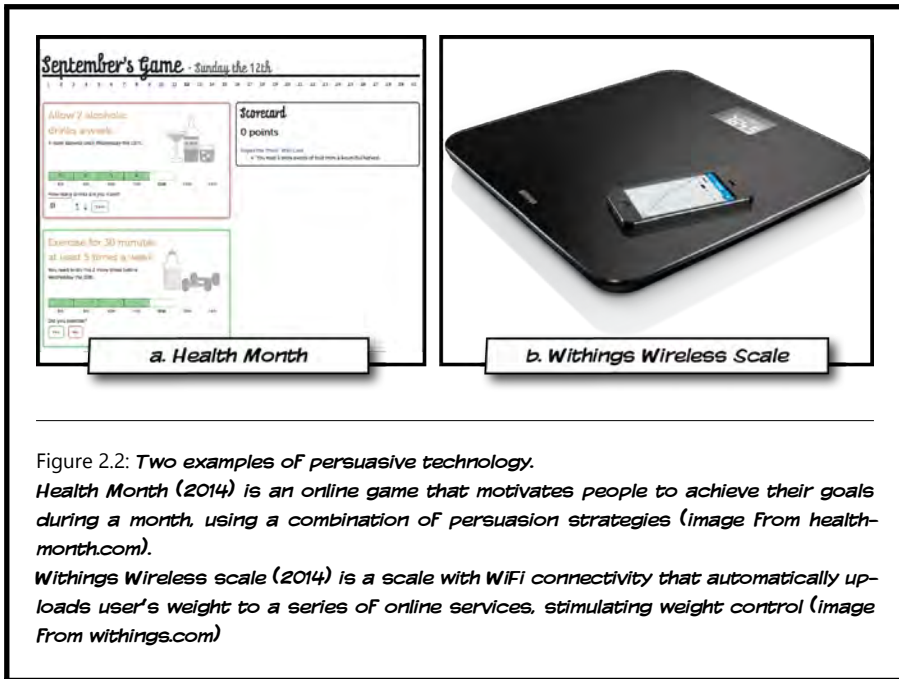 September's Game - Sunday the 12th
Allow 7 alcoholic
drinks a week.
Scorecard
0 points
Exercise for 30 minutes
at least 5 times a week.
Did you exercise?
a. Health Month
b. Withings Wireless Scale
Figure 2.2: Two examples of persuasive technology.
Health Month (2014) is an online game that motivates people to achieve their goals
during a month, using a combination of persuasion strategies (image from health-
month.com).
Withings Wireless scale (2014) is a scale with WiFi connectivity that automatically up-
loads user's weight to a series of online services, stimulating weight control (image
from withings.com)